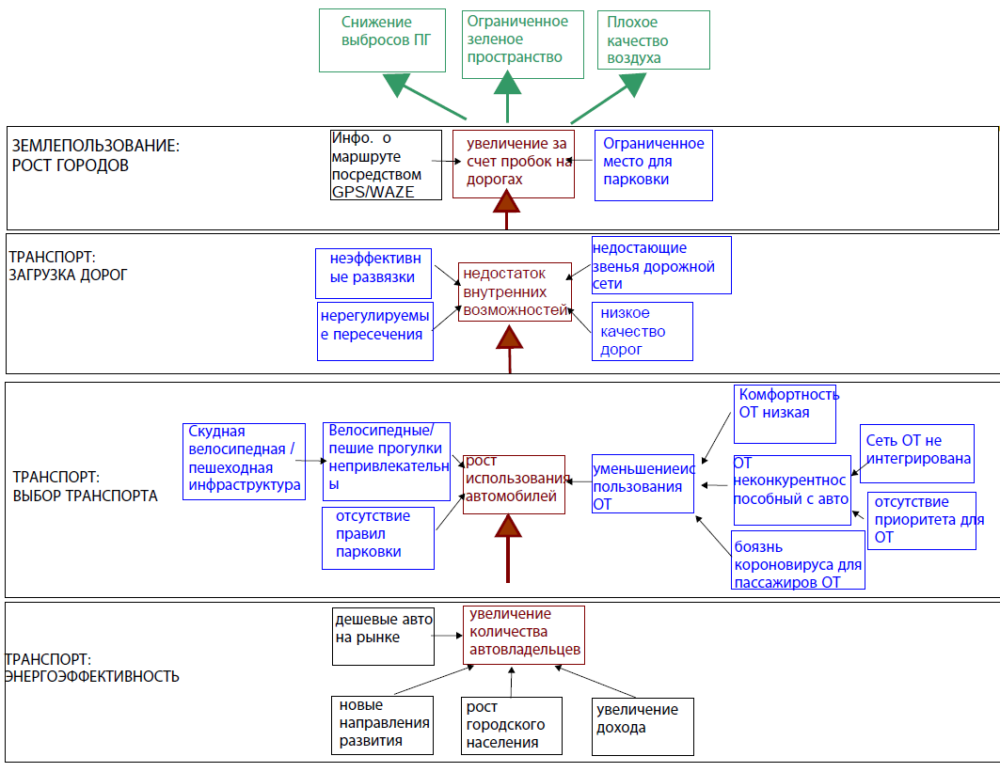 Снижение
выбросов ПГ
Ограниченное
зеленое
пространство
Плохое
качество
воздуха
ЗЕМЛЕПОЛЬЗОВАНИЕ:
РОСТ ГОРОДОВ
Инфо. о
маршруте
посредством
GPS/WAZE
увеличение за
счет пробок на
дорогах
Ограниченное
место для
парковки
ТРАНСПОРТ:
ЗАГРУЗКА ДОРОГ
неэффективн
ые развязки
нерегулируемы
е пересечения
недостаток
внутренних
возможностей
недостающие
звенья дорожной
сети
низкое
качество
дорог
ТРАНСПОРТ:
ВЫБОР ТРАНСПОРТА
Скудная
велосипедная /
пешеходная
инфраструктура
Велосипедные/
пешие прогулки
непривлекательн
ы
отсутствие
правил
парковки
рост
использования
автомобилей
уменьшениеис
пользования
ОТ
Комфортность
ОТ низкая
ОТ
неконкурентнос
пособный с авто
боязнь
короновируса для
пассажиров ОТ
Сеть ОТ не
интегрирована
отсутствие
приоритета для
ОТ
ТРАНСПОРТ:
ЭНЕРГОЭФФЕКТИВНОСТЬ
дешевые авто
на рынке
увеличение
количества
автовладельцев
новые
направления
развития
рост
городского
населения
увеличение
дохода